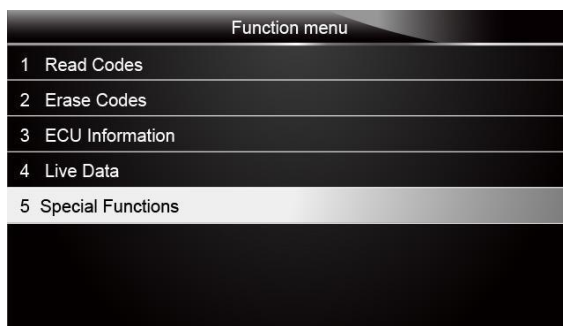 Function menu
1 Read Codes
2 Erase Codes
3 ECU Information
4 Live Data
5 Special Functions